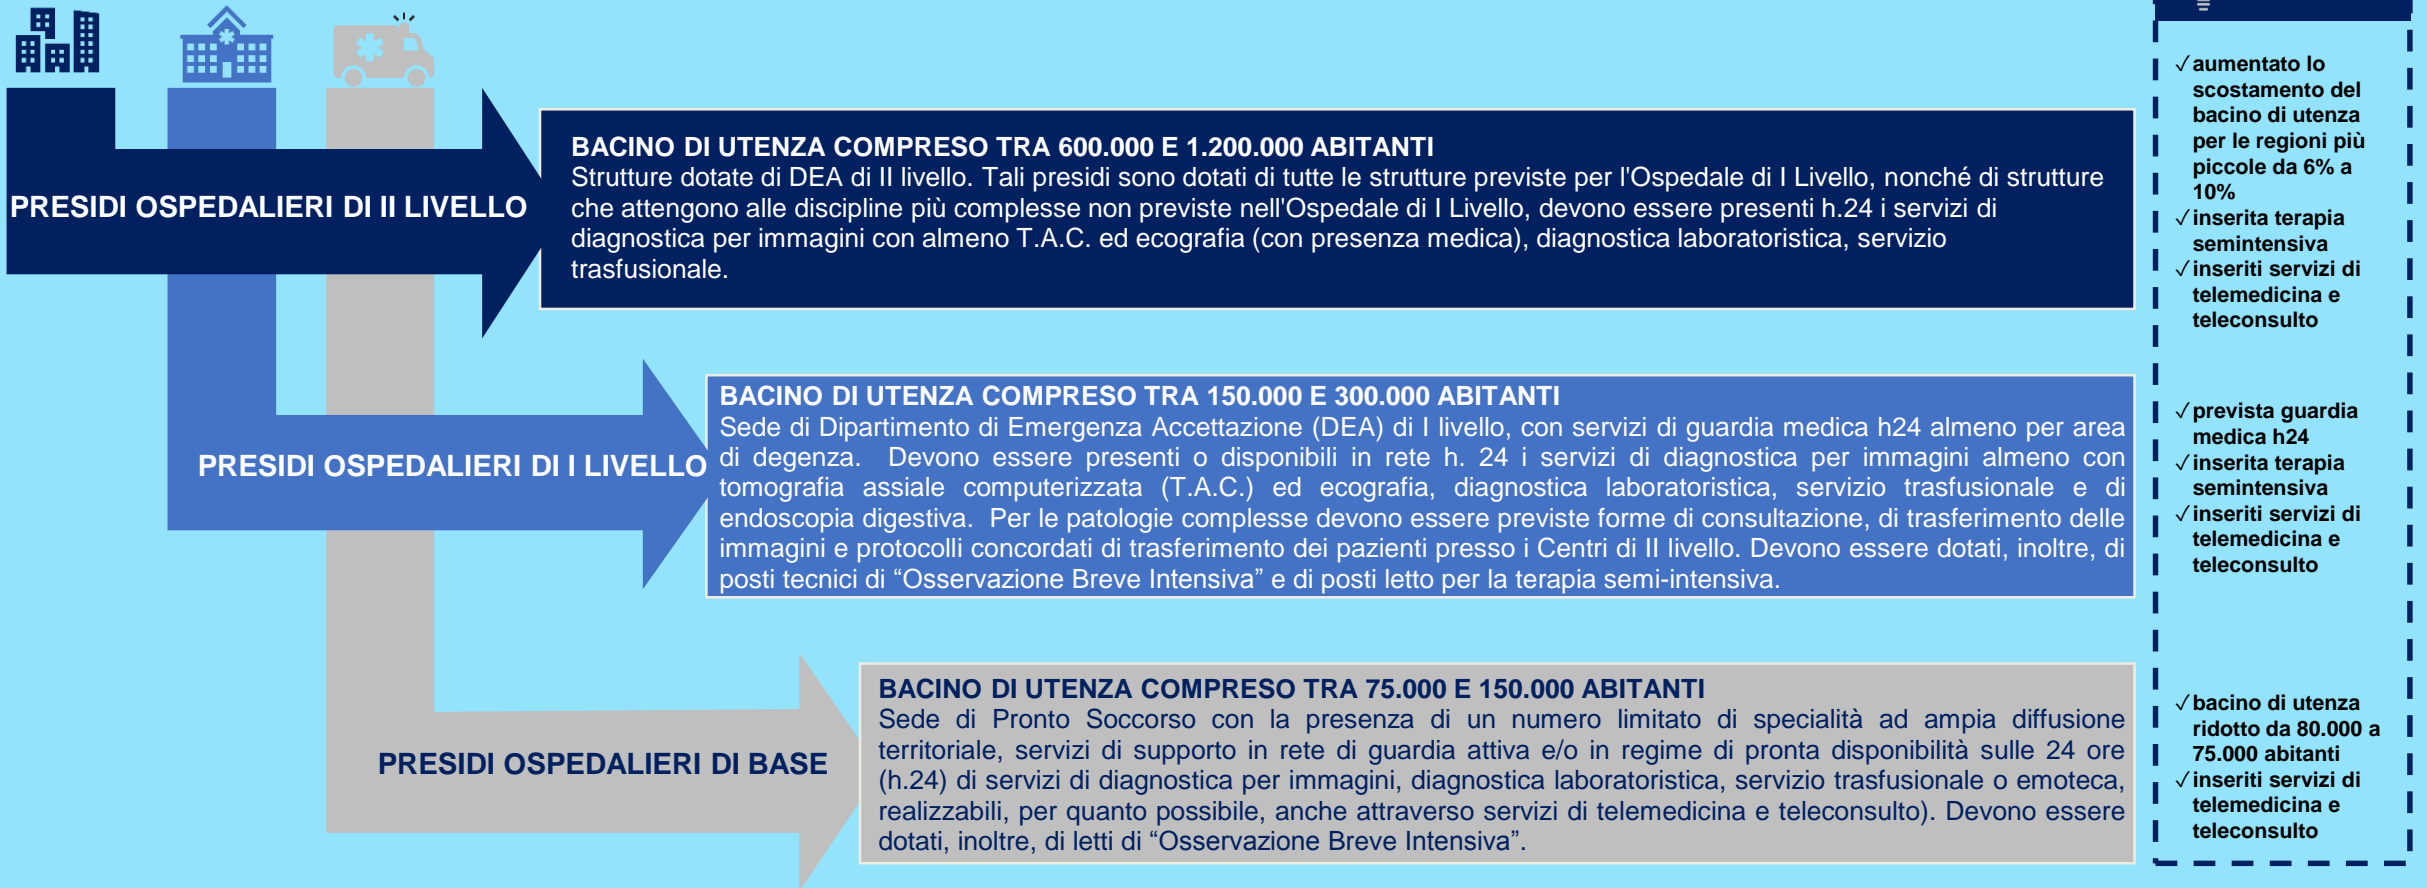 PRESIDI OSPEDALIERI DI II LIVELLO
BACINO DI UTENZA COMPRESO TRA 600.000 E 1.200.000 ABITANTI
Strutture dotate di DEA di II livello. Tali presidi sono dotati di tutte le strutture previste per l'Ospedale di I Livello, nonché di strutture
che attengono alle discipline più complesse non previste nell'Ospedale di I Livello, devono essere presenti h.24 i servizi di
diagnostica per immagini con almeno T.A.C. ed ecografia (con presenza medica), diagnostica laboratoristica, servizio
trasfusionale.
✓aumentato lo
scostamento del
bacino di utenza
per le regioni più
piccole da 6% a
10%
✓inserita terapia
semintensiva
✓inseriti servizi di
telemedicina e
teleconsulto
PRESIDI OSPEDALIERI DI I LIVELLO
BACINO DI UTENZA COMPRESO TRA 150.000 E 300.000 ABITANTI
Sede di Dipartimento di Emergenza Accettazione (DEA) di I livello, con servizi di guardia medica h24 almeno per area
di degenza. Devono essere presenti o disponibili in rete h. 24 i servizi di diagnostica per immagini almeno con
tomografia assiale computerizzata (T.A.C.) ed ecografia, diagnostica laboratoristica, servizio trasfusionale e di
endoscopia digestiva. Per le patologie complesse devono essere previste forme di consultazione, di trasferimento delle
immagini e protocolli concordati di trasferimento dei pazienti presso i Centri di II livello. Devono essere dotati, inoltre, di
posti tecnici di “Osservazione Breve Intensiva” e di posti letto per la terapia semi-intensiva.
✓prevista guardia
medica h24
✓inserita terapia
semintensiva
✓inseriti servizi di
telemedicina e
teleconsulto
PRESIDI OSPEDALIERI DI BASE
BACINO DI UTENZA COMPRESO TRA 75.000 E 150.000 ABITANTI
Sede di Pronto Soccorso con la presenza di un numero limitato di specialità ad ampia diffusione
territoriale, servizi di supporto in rete di guardia attiva e/o in regime di pronta disponibilità sulle 24 ore
(h.24) di servizi di diagnostica per immagini, diagnostica laboratoristica, servizio trasfusionale o emoteca,
realizzabili, per quanto possibile, anche attraverso servizi di telemedicina e teleconsulto). Devono essere
dotati, inoltre, di letti di “Osservazione Breve Intensiva”.
✓bacino di utenza
ridotto da 80.000 a
75.000 abitanti
✓inseriti servizi di
telemedicina e
teleconsulto